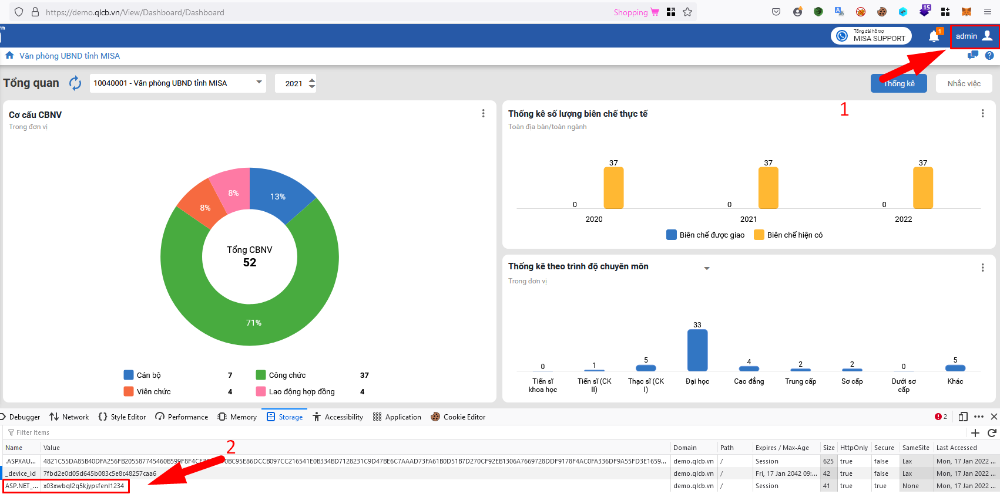 https://demo.qlcb.vn/View/Dashboard/Dashboard
Shopping
15
rm
Tổng đài hỗ trợ
MISA SUPPORT
1
admin
Văn phòng UBND tỉnh MISA
Tổng quan
10040001 - Văn phòng UBND tỉnh MISA
2021
Thống kê
Nhắc việc
1
Cơ cấu CBNV
Trong đơn vị
13%
8%
8%
71%
Tổng CBNV
52
Cán bộ 7
Công chức 37
Viên chức 4
Lao động hợp đồng 4
Thống kê số lượng biên chế thực tế
Toàn địa bàn/toàn ngành
37 37 37
0 0 0
2020 2021 2022
Biên chế được giao Biên chế hiện có
Thống kê theo trình độ chuyên môn
Trong đơn vị
0 1 5 33 4 2 2 0 5
Tiến sĩ khoa học
Tiến sĩ (CK II)
Thạc sĩ (CK I)
Đại học
Cao đẳng
Trung cấp
Sơ cấp
Dưới sơ cấp
Khác
Debugger Network Style Editor Performance Memory Storage Accessibility Application Cookie Editor 2
Filter Items
2
Name Value Domain Path Expires / Max-Age Size HttpOnly Secure SameSite Last Accessed
.ASPXAU... demo.qlcb.vn / Session 625 true false Lax Mon, 17 Jan 2022 ...
_device_id 7fbd2e0d05d645b083c5e8c48257caa6 demo.qlcb.vn / Fri, 17 Jan 2042 09:... 42 true false Lax Mon, 17 Jan 2022 ...
ASP.NET_... x03xwbql2q5kjypsfenl1234 demo.qlcb.vn / Session 41 true true None Mon, 17 Jan 2022 ...